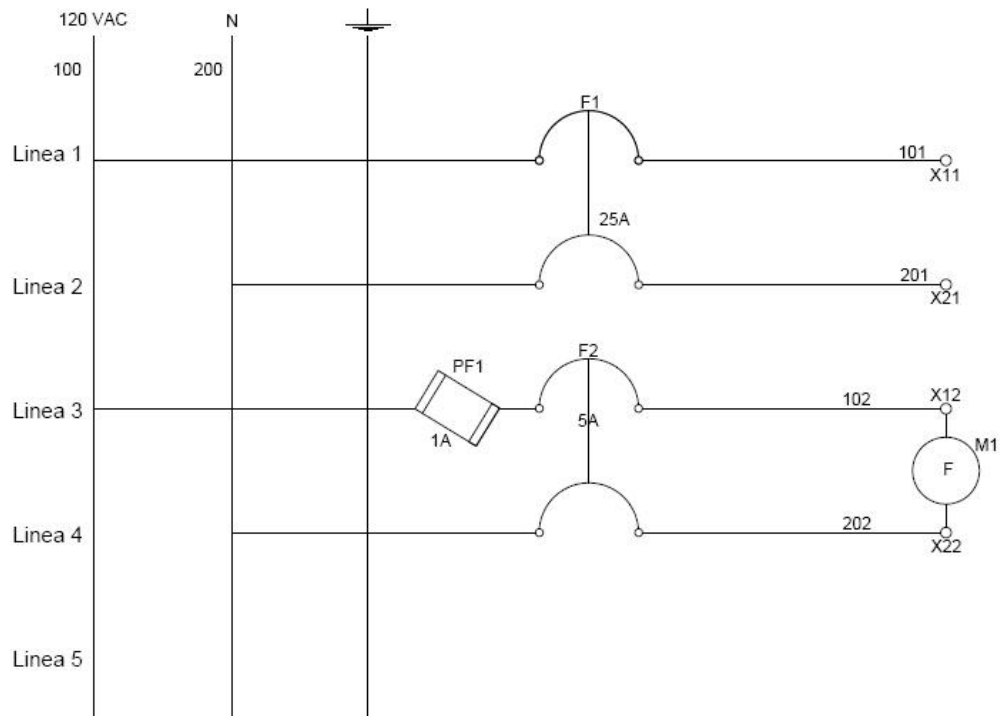 120 VAC
N
100
200
F1
Linea 1
101
X11
25A
Linea 2
201
X21
F2
PF1
Linea 3
1A
5A
102
X12
M1
F
Linea 4
202
X22
Linea 5